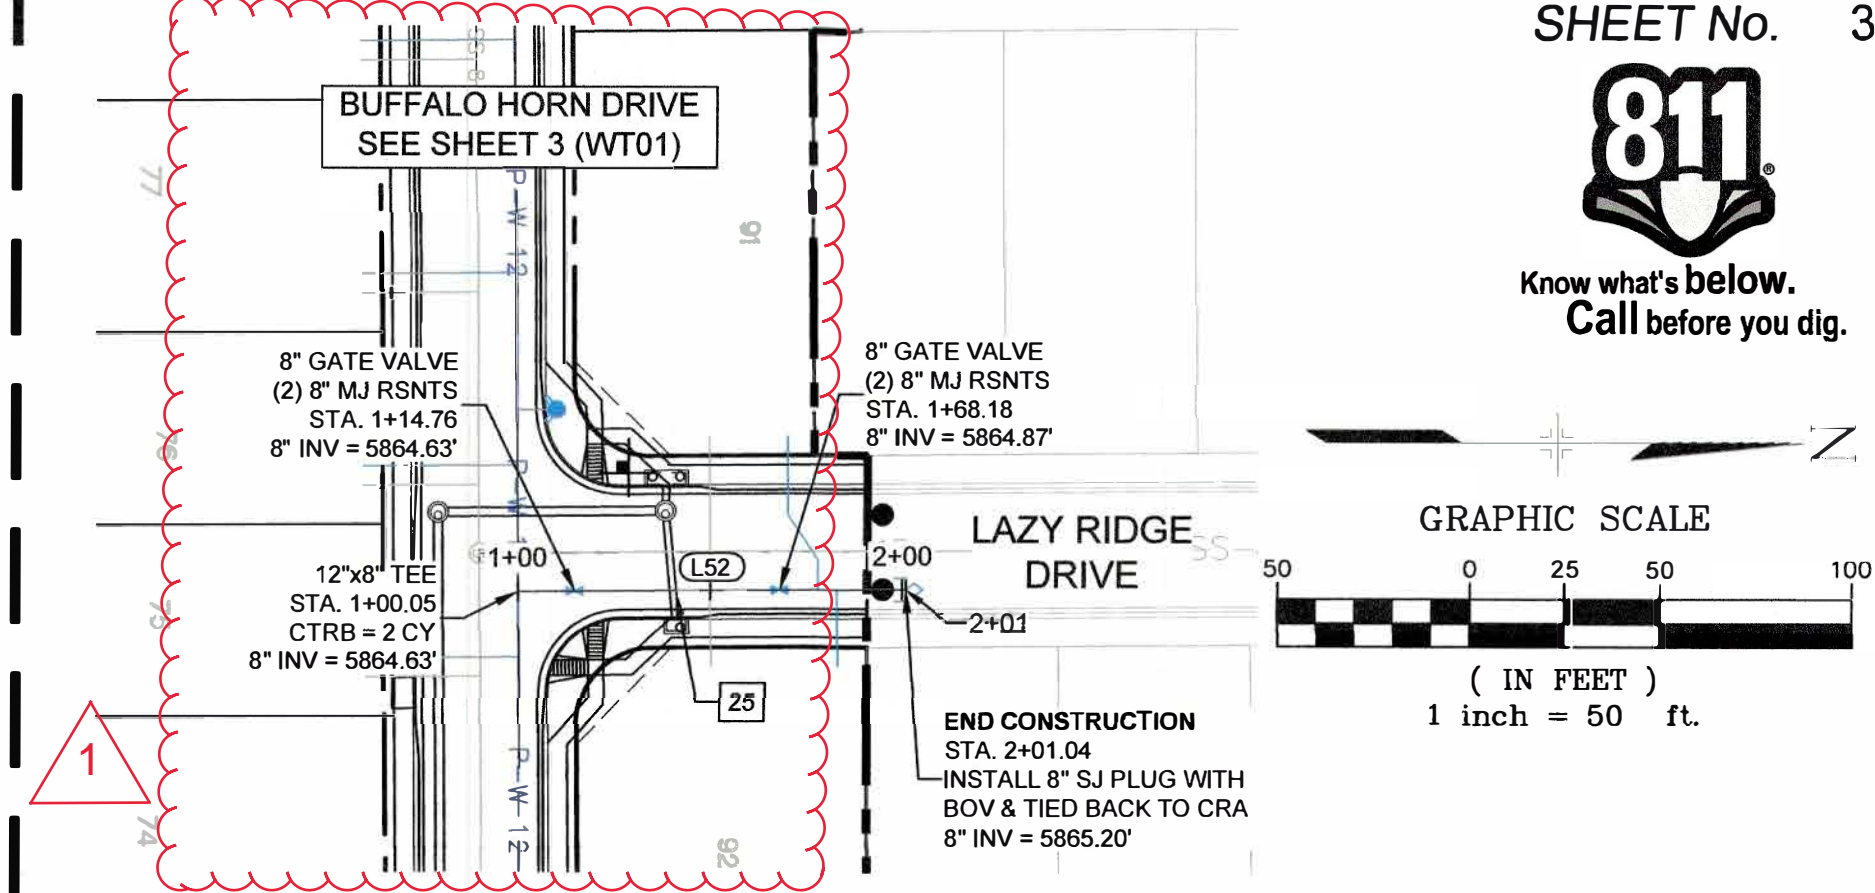 SHEET No. 3
811
®
Know what's below.
Call before you dig.
BUFFALO HORN DRIVE
SEE SHEET 3 (WT01)
SS 8
77
P-W 12
91
8" GATE VALVE
(2) 8" MJ RSNTS
STA. 1+14.76
8" INV = 5864.63'
8" GATE VALVE
(2) 8" MJ RSNTS
STA. 1+68.18
8" INV = 5864.87'
76
N
GRAPHIC SCALE
50 0 25 50 100
( IN FEET )
1 inch = 50 ft.
1+00
L52
2+00
LAZY RIDGE
DRIVE
SS
2+01
12"x8" TEE
STA. 1+00.05
CTRB = 2 CY
8" INV = 5864.63'
75
25
END CONSTRUCTION
STA. 2+01.04
INSTALL 8" SJ PLUG WITH
BOV & TIED BACK TO CRA
8" INV = 5865.20'
1
P-W 12
74
92